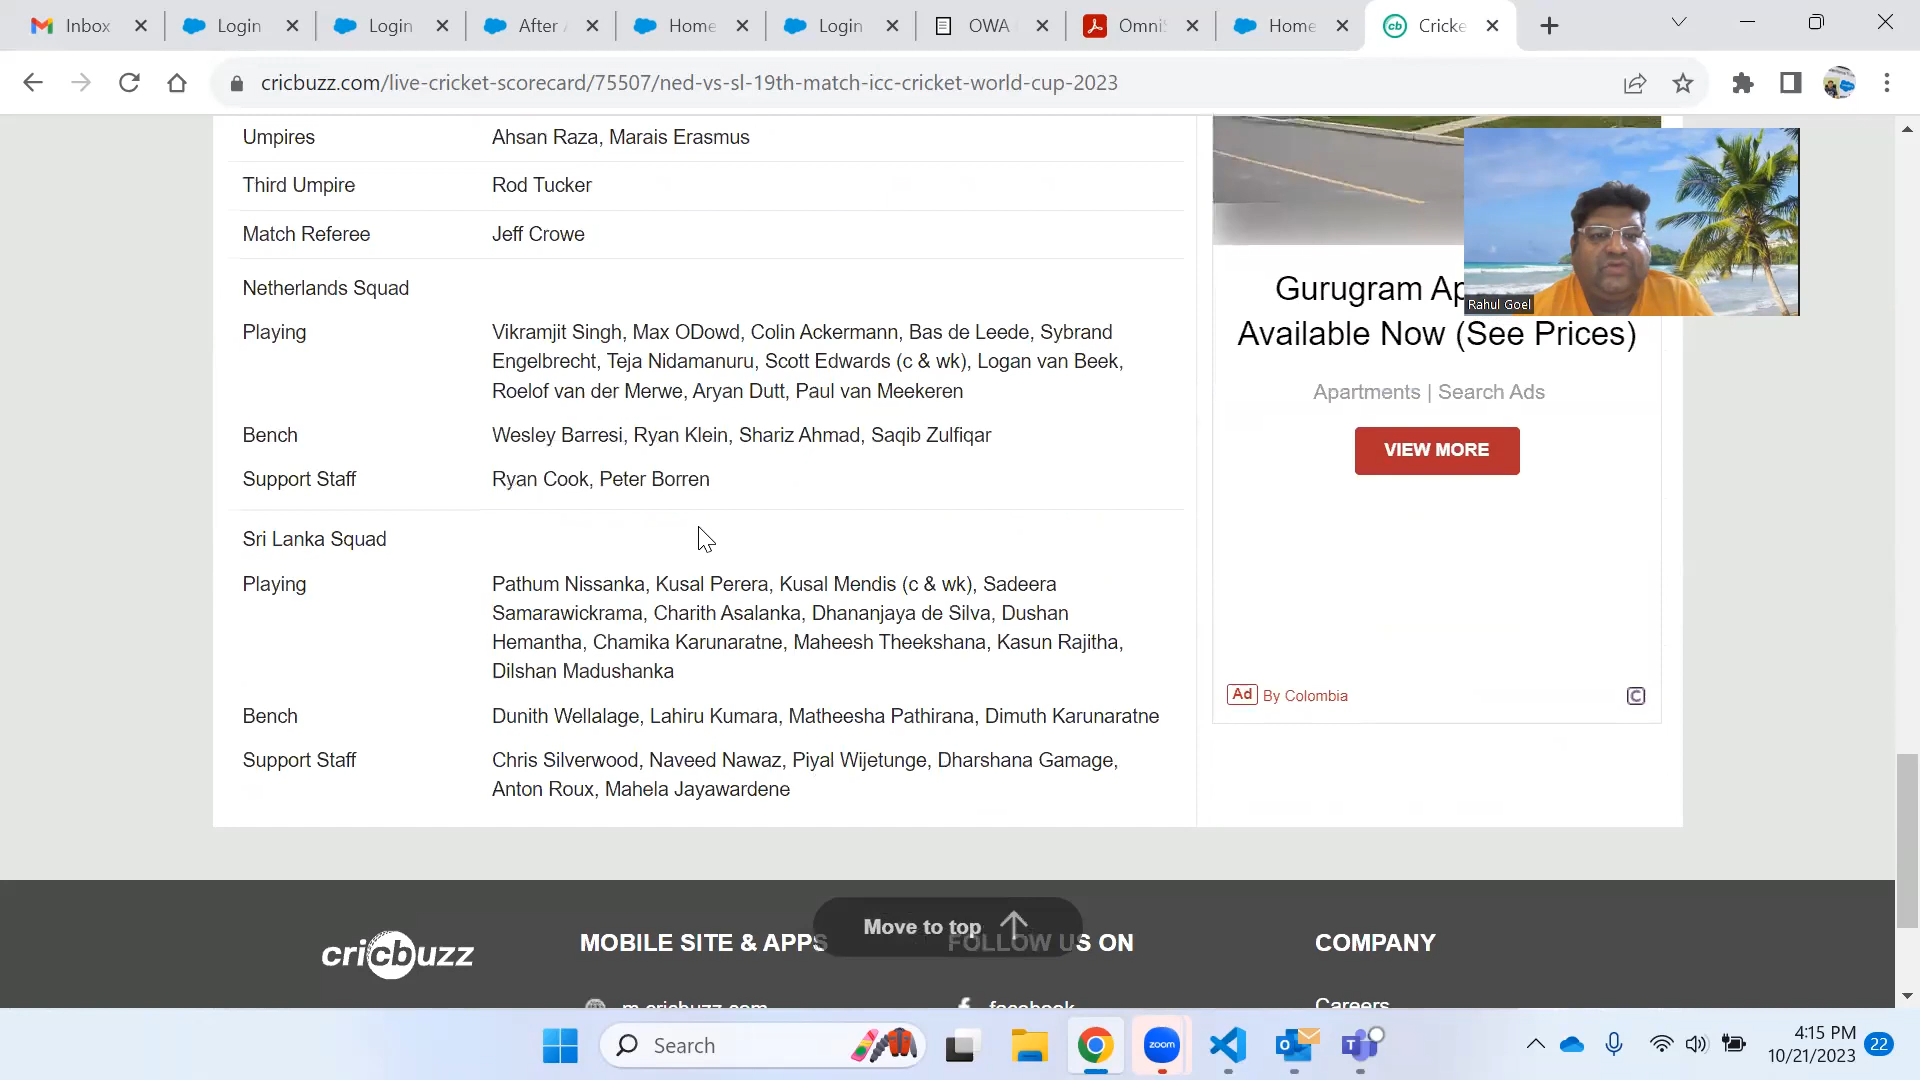 Inbox
Login
Login
After
Home
Login
OWA
Omni
Home
Cricke
cricbuzz.com/live-cricket-scorecard/75507/ned-vs-sl-19th-match-icc-cricket-world-cup-2023
Umpires Ahsan Raza, Marais Erasmus
Third Umpire Rod Tucker
Match Referee Jeff Crowe
Netherlands Squad
Playing Vikramjit Singh, Max ODowd, Colin Ackermann, Bas de Leede, Sybrand
Engelbrecht, Teja Nidamanuru, Scott Edwards (c & wk), Logan van Beek,
Roelof van der Merwe, Aryan Dutt, Paul van Meekeren
Bench Wesley Barresi, Ryan Klein, Shariz Ahmad, Saqib Zulfiqar
Support Staff Ryan Cook, Peter Borren
Sri Lanka Squad
Playing Pathum Nissanka, Kusal Perera, Kusal Mendis (c & wk), Sadeera
Samarawickrama, Charith Asalanka, Dhananjaya de Silva, Dushan
Hemantha, Chamika Karunaratne, Maheesh Theekshana, Kasun Rajitha,
Dilshan Madushanka
Bench Dunith Wellalage, Lahiru Kumara, Matheesha Pathirana, Dimuth Karunaratne
Support Staff Chris Silverwood, Naveed Nawaz, Piyal Wijetunge, Dharshana Gamage,
Anton Roux, Mahela Jayawardene
Rahul Goel
Gurugram Ap
Available Now (See Prices)
Apartments | Search Ads
VIEW MORE
Ad By Colombia
Move to top
cricbuzz
MOBILE SITE & APPS
FOLLOW US ON
COMPANY
m.cricbuzz.com
facebook
Careers
Search
zoom
4:15 PM
10/21/2023
22